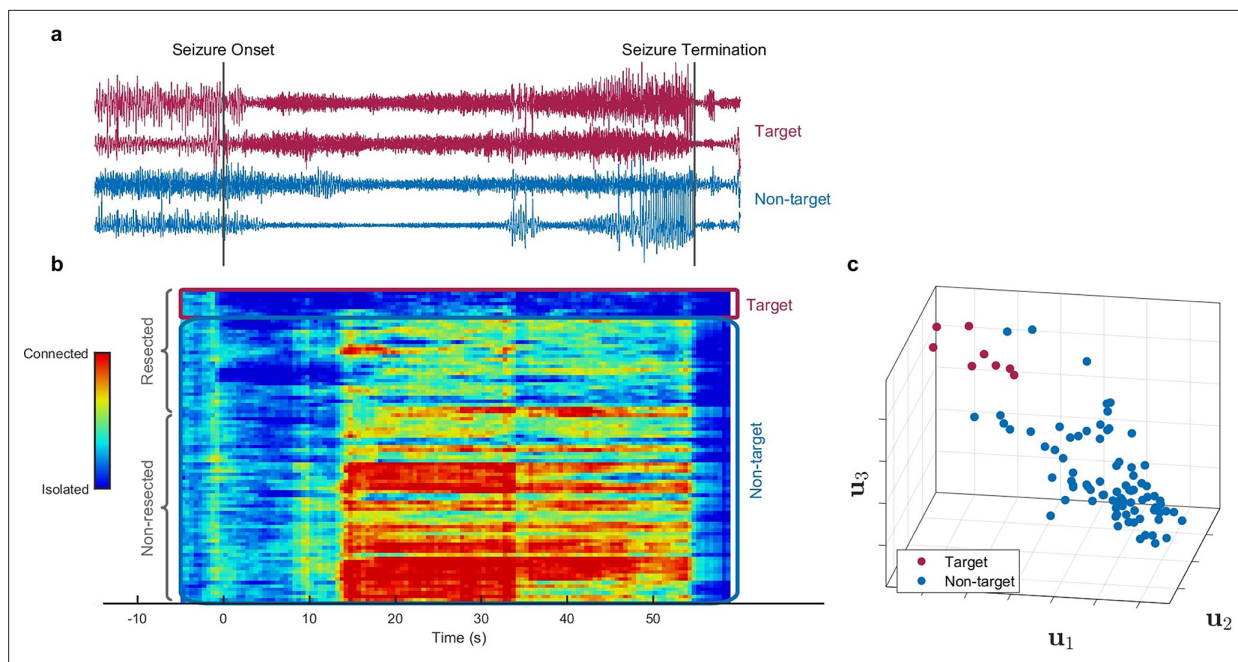 a
Seizure Onset
Seizure Termination
Target
Non-target
b
Connected
Isolated
Resected
Non-resected
Target
Non-target
-10
0
10
20
30
40
50
Time (s)
c
u3
Target
Non-target
u1
u2